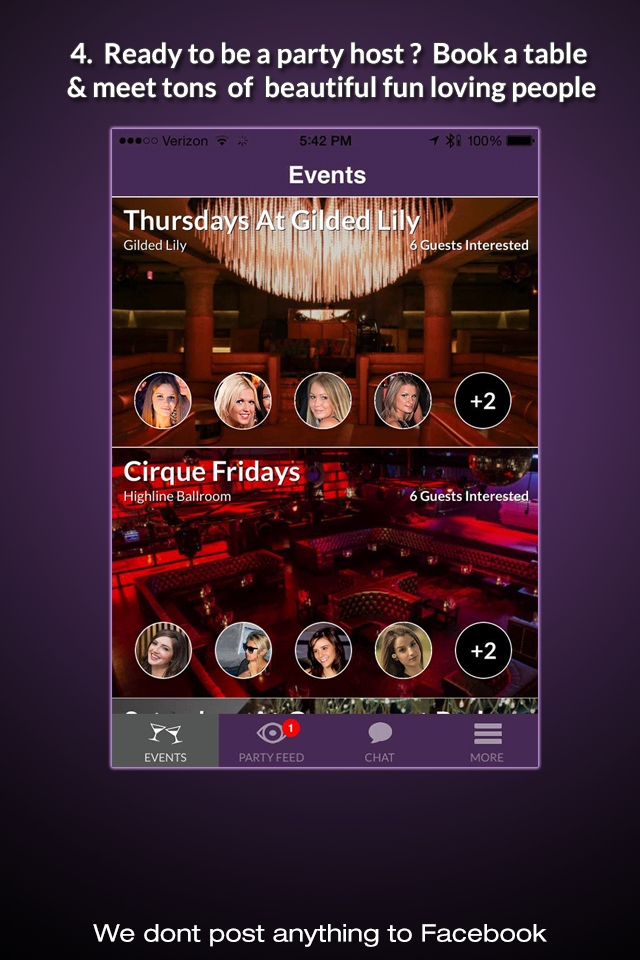 4. Ready to be a party host ? Book a table
& meet tons of beautiful fun loving people
Verizon 5:42 PM 100%
Events
Thursdays At Gilded Lily
Gilded Lily 6 Guests Interested
+2
Cirque Fridays
Highline Ballroom 6 Guests Interested
+2
1
EVENTS PARTY FEED CHAT MORE
We dont post anything to Facebook